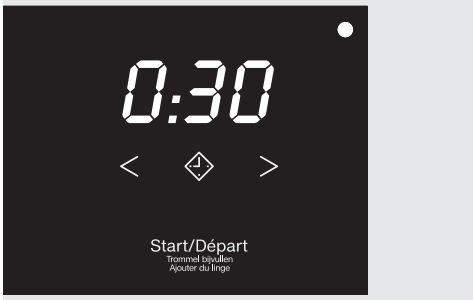 0:30
< >
Start/Départ
Trommel bijvullen
Ajouter du linge